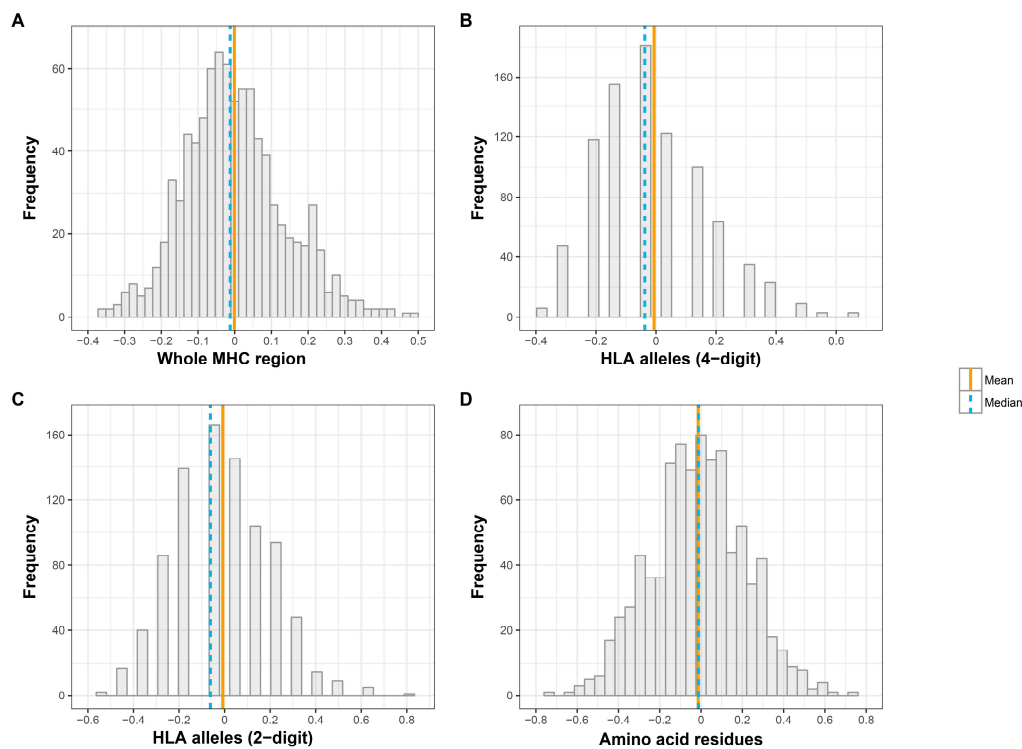 A
Frequency
60
40
20
0
−0.4 −0.3 −0.2 −0.1 0 0.1 0.2 0.3 0.4 0.5
Whole MHC region
B
Frequency
160
120
80
40
0
−0.4 −0.2 0 0.2 0.4 0.6
HLA alleles (4-digit)
Mean
Median
C
Frequency
160
120
80
40
0
−0.6 −0.4 −0.2 0 0.2 0.4 0.6 0.8
HLA alleles (2-digit)
D
Frequency
80
60
40
20
0
−0.8 −0.6 −0.4 −0.2 0 0.2 0.4 0.6 0.8
Amino acid residues